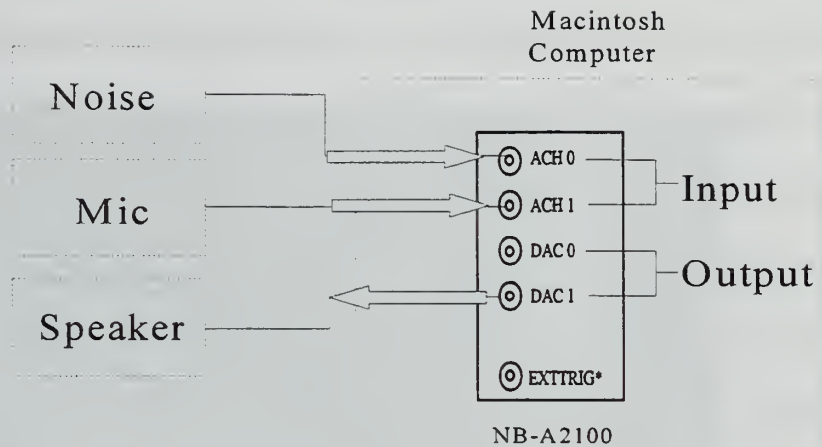 Macintosh
Computer
Noise
Mic
Speaker
ACH 0
ACH 1
DAC 0
DAC 1
EXTTRIG*
Input
Output
NB-A2100